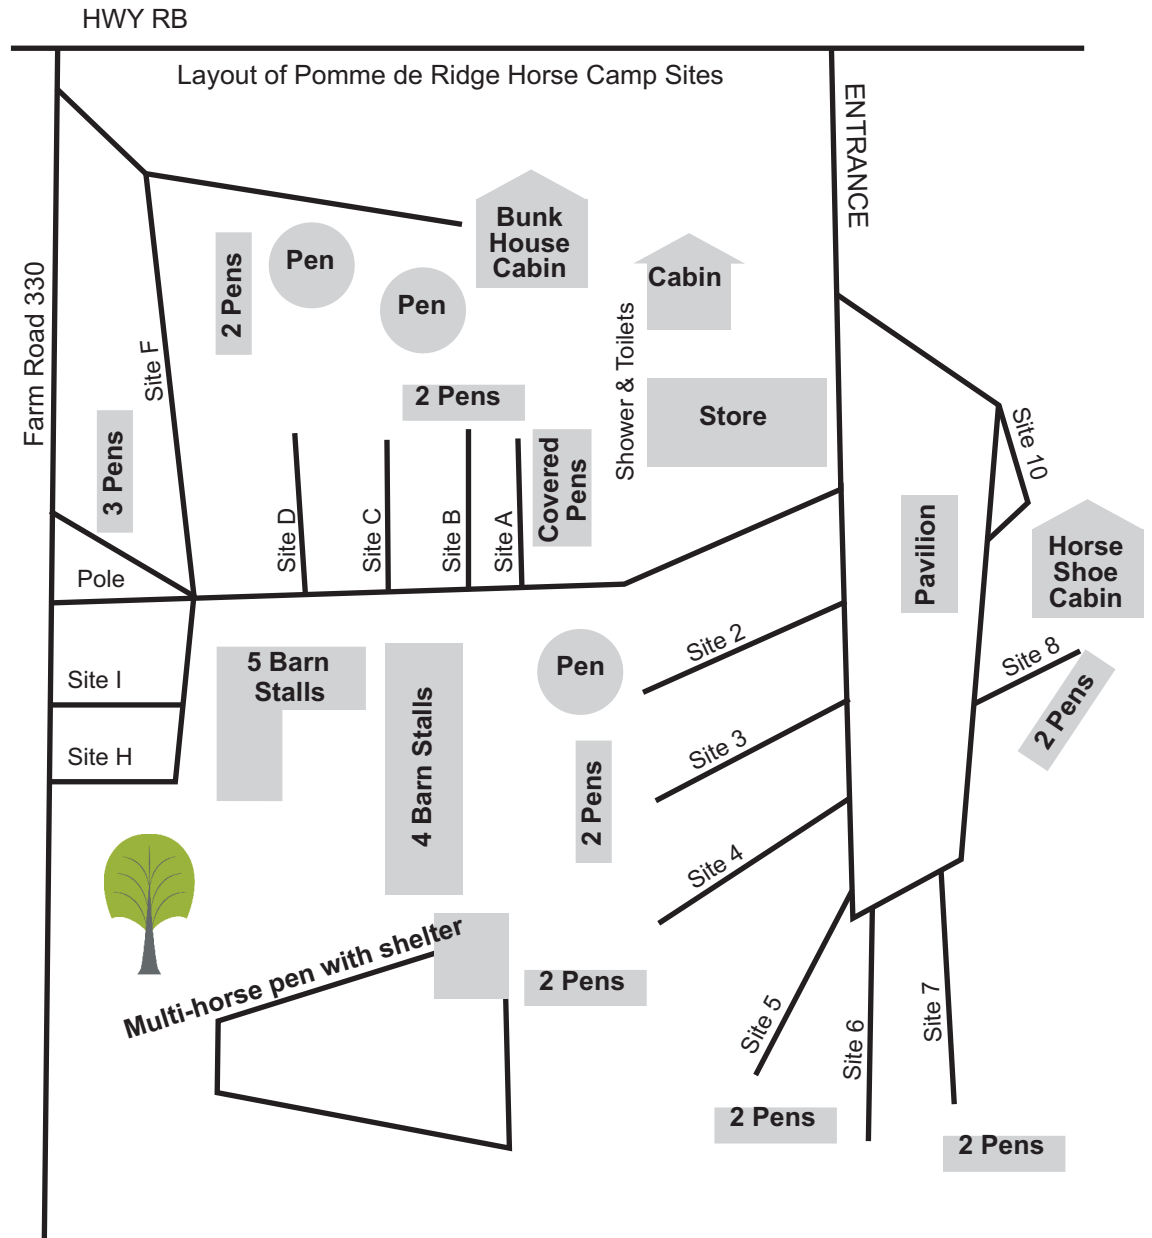 HWY RB
Layout of Pomme de Ridge Horse Camp Sites
ENTRANCE
Farm Road 330
Bunk
House
Cabin
Pen
2 Pens
Pen
Cabin
Shower & Toilets
Site F
2 Pens
Store
3 Pens
Covered
Pens
Site D
Site C
Site B
Site A
Site 10
Pavilion
Horse
Shoe
Cabin
Pole
Site I
Site H
5 Barn
Stalls
4 Barn Stalls
Pen
2 Pens
Site 2
Site 3
Site 4
Site 8
2 Pens
Multi-horse pen with shelter
2 Pens
Site 5
Site 6
Site 7
2 Pens
2 Pens